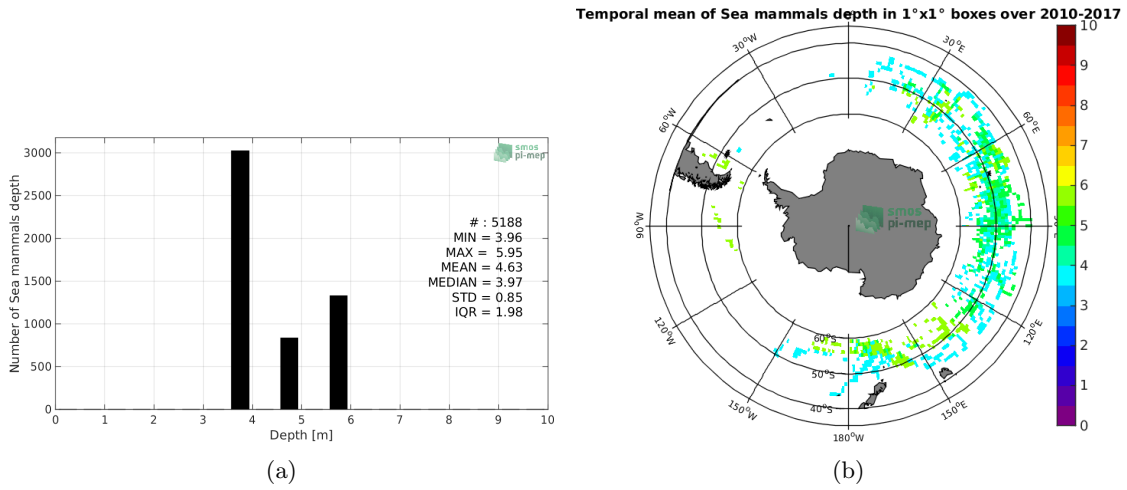 Temporal mean of Sea mammals depth in 1°x1° boxes over 2010-2017
Number of Sea mammals depth
3000
2500
2000
1500
1000
500
0
0 1 2 3 4 5 6 7 8 9 10
Depth [m]
smos
pi-mep
# : 5188
MIN = 3.96
MAX = 5.95
MEAN = 4.63
MEDIAN = 3.97
STD = 0.85
IQR = 1.98
(a)
30°W
30°E
60°W
60°E
90°W
120°W
120°E
150°W
150°E
180°W
60°S
50°S
40°S
smos
pi-mep
10
9
8
7
6
5
4
3
2
1
0
(b)